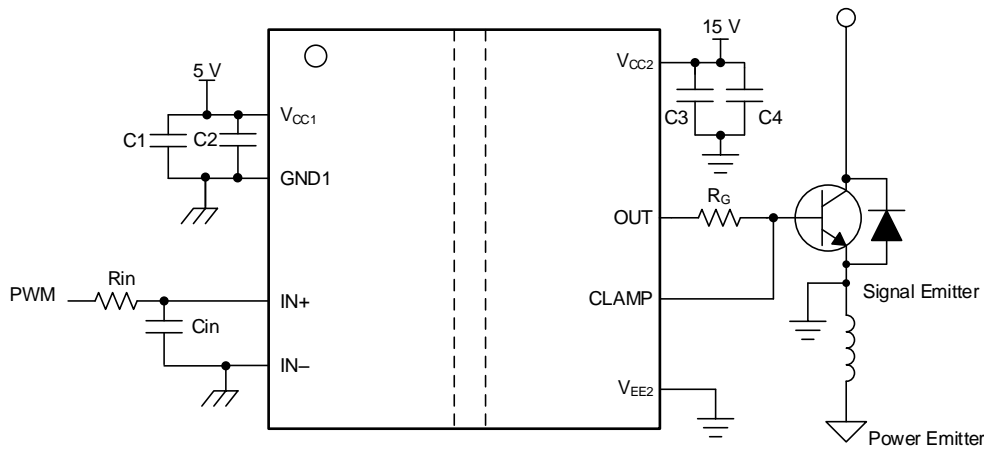 15 V
5 V
VCC2
VCC1
C1
C2
C3
C4
GND1
OUT
RG
PWM
Rin
IN+
CLAMP
Signal Emitter
Cin
IN–
VEE2
Power Emitter